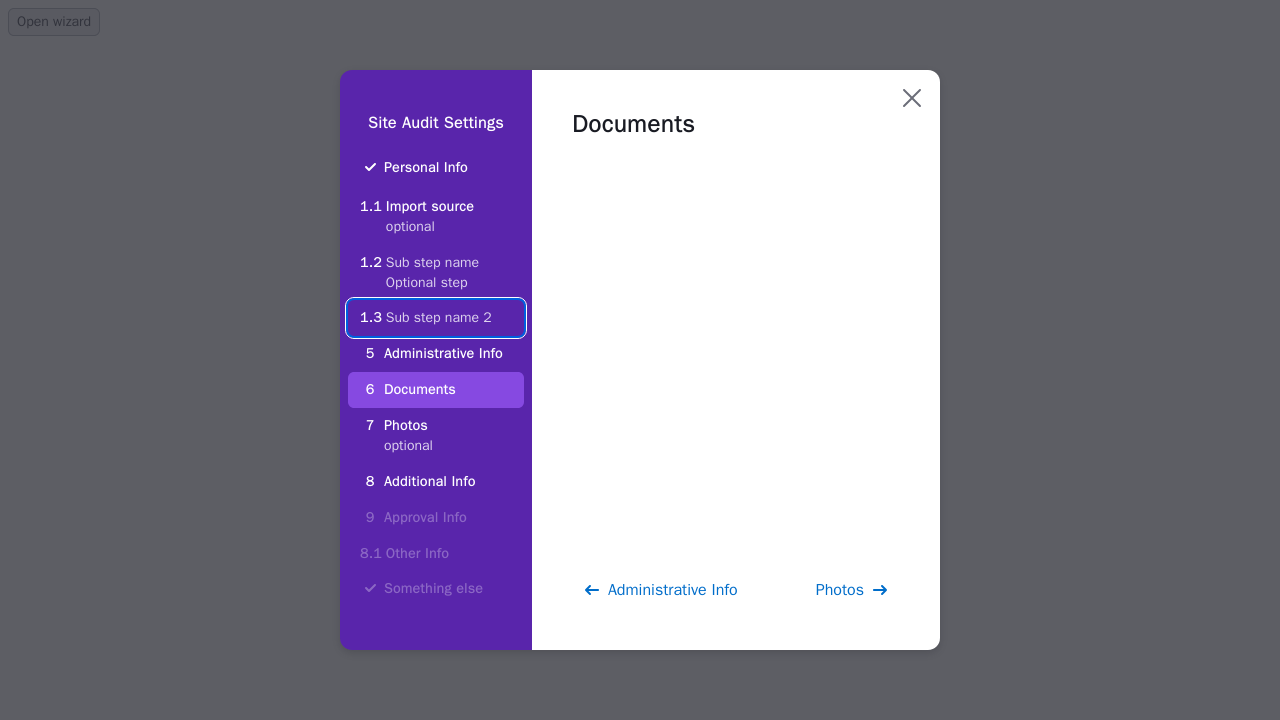 Open wizard
Site Audit Settings
Personal Info
1.1 Import source
optional
1.2 Sub step name
Optional step
1.3 Sub step name 2
5 Administrative Info
6 Documents
7 Photos
optional
8 Additional Info
9 Approval Info
8.1 Other Info
Something else
Documents
Administrative Info
Photos